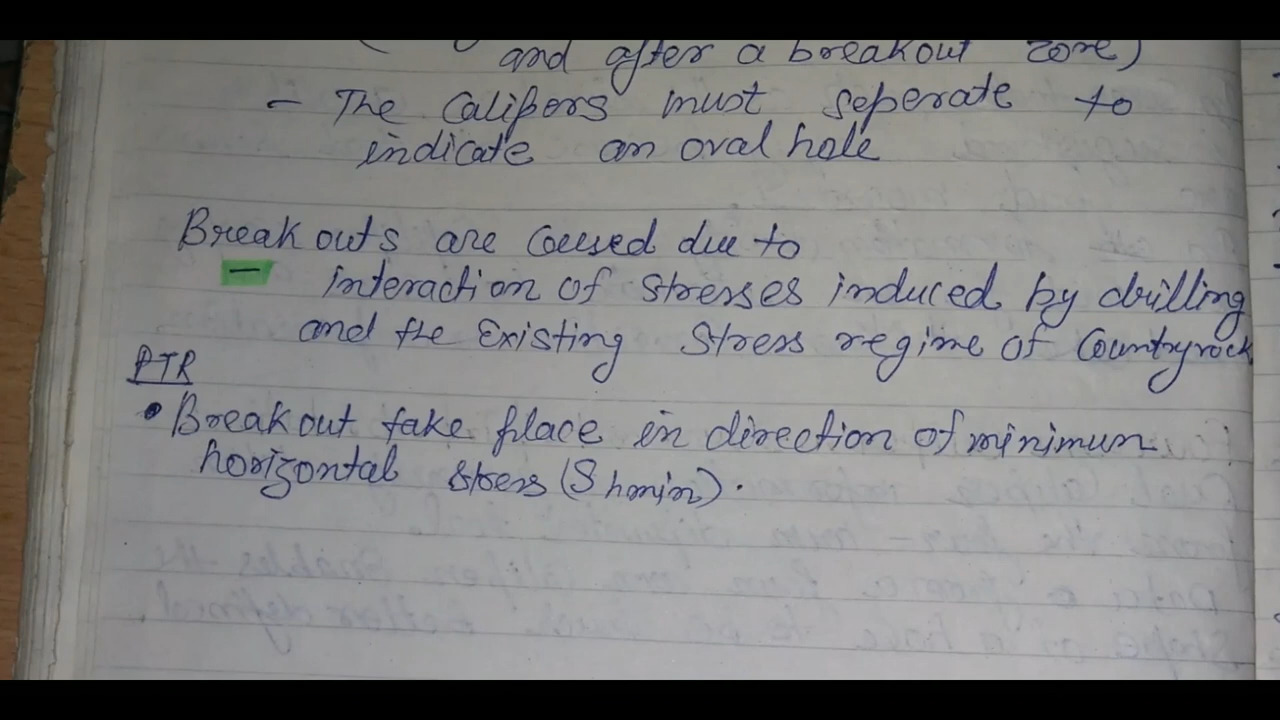 and after a breakout zone)
- The Calipers must seperate to
indicate an oval hole
Breakouts are Caused due to
- interaction of stresses induced by drilling
and the Existing Stress regime of Countryrock
PTR
• Breakout take place in direction of minimum
horizontal stress (Shmin).